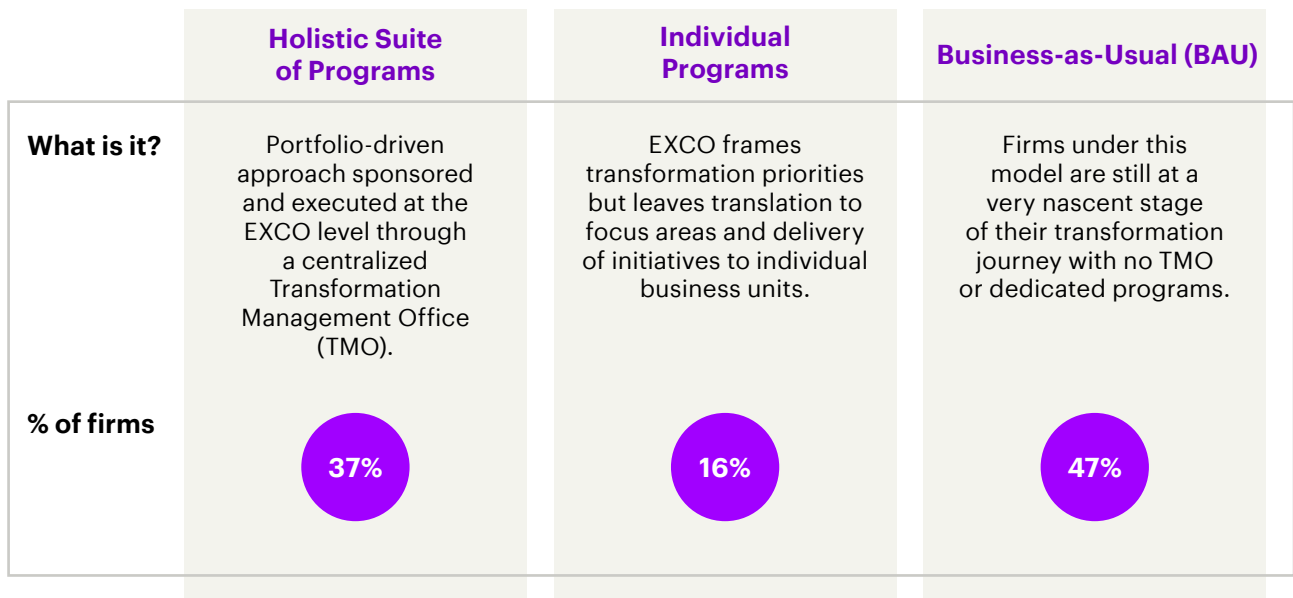 Holistic Suite
of Programs
Individual
Programs
Business-as-Usual (BAU)
What is it?
Portfolio-driven
approach sponsored
and executed at the
EXCO level through
a centralized
Transformation
Management Office
(TMO).
EXCO frames
transformation priorities
but leaves translation to
focus areas and delivery
of initiatives to individual
business units.
Firms under this
model are still at a
very nascent stage
of their transformation
journey with no TMO
or dedicated programs.
% of firms
37%
16%
47%